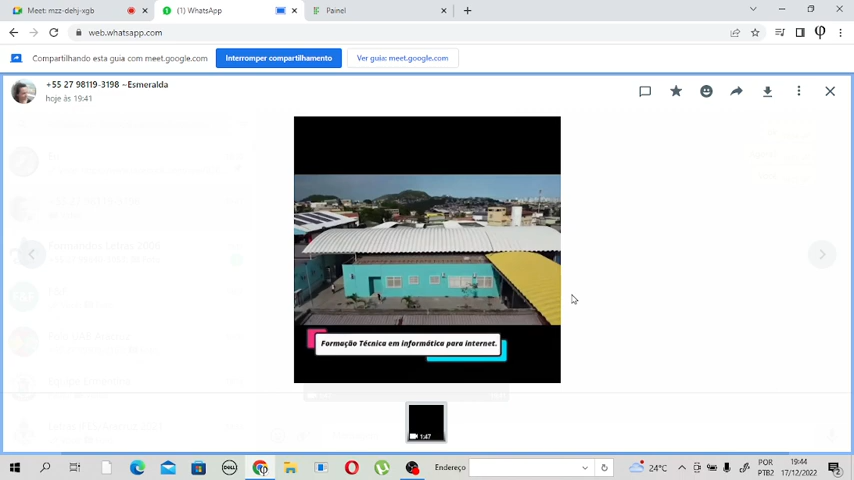 Meet: mzz-dehj-xgb
(1) WhatsApp
Painel
web.whatsapp.com
Compartilhando esta guia com meet.google.com
Interromper compartilhamento
Ver guia: meet.google.com
+55 27 98119-3198 ~Esmeralda
hoje às 19:41
Formação Técnica em informática para internet.
1:47
DELL
Endereço
24°C
POR
PTB2
19:44
17/12/2022
2